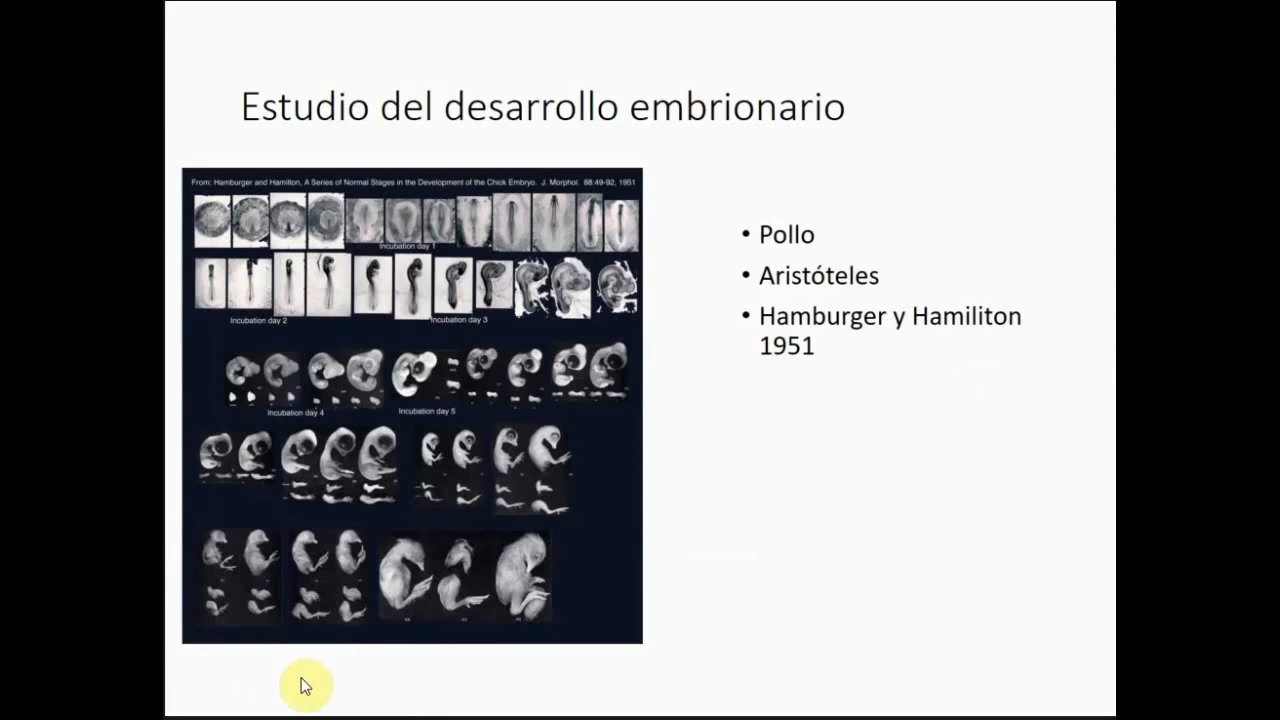 Estudio del desarrollo embrionario
From: Hamburger and Hamilton, A Series of Normal Stages in the Development of the Chick Embryo. J. Morphol. 88:49-92, 1951
Incubation day 1
Incubation day 2
Incubation day 3
Incubation day 4
Incubation day 5
• Pollo
• Aristóteles
• Hamburger y Hamiliton
1951